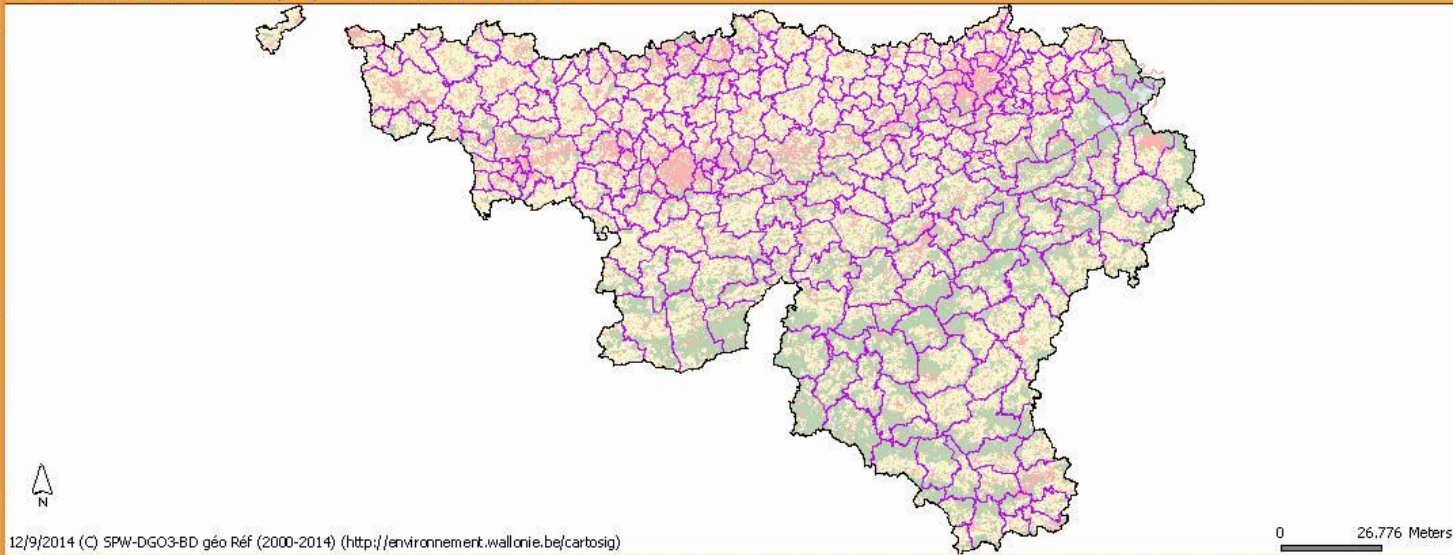 N
12/9/2014 (C) SPW-DGO3-BD géo Réf (2000-2014) (http://environnement.wallonie.be/cartosig)
0 26.776 Meters